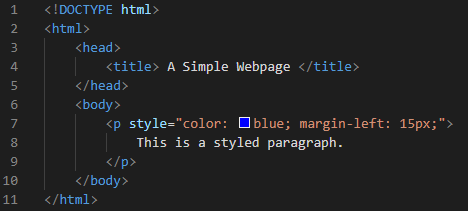 1 <!DOCTYPE html>
2 <html>
3     <head>
4         <title> A Simple Webpage </title>
5     </head>
6     <body>
7         <p style="color: blue; margin-left: 15px;">
8             This is a styled paragraph.
9         </p>
10     </body>
11 </html>